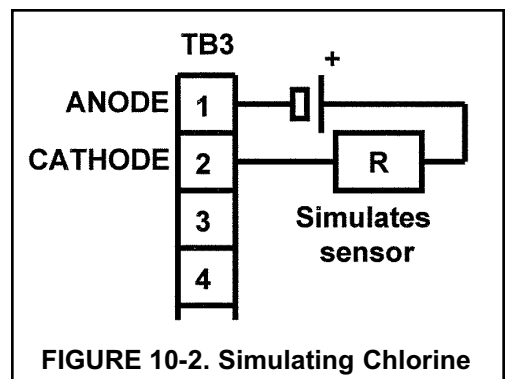 TB3
+
ANODE 1
CATHODE 2 R
3 Simulates
4 sensor
FIGURE 10-2. Simulating Chlorine